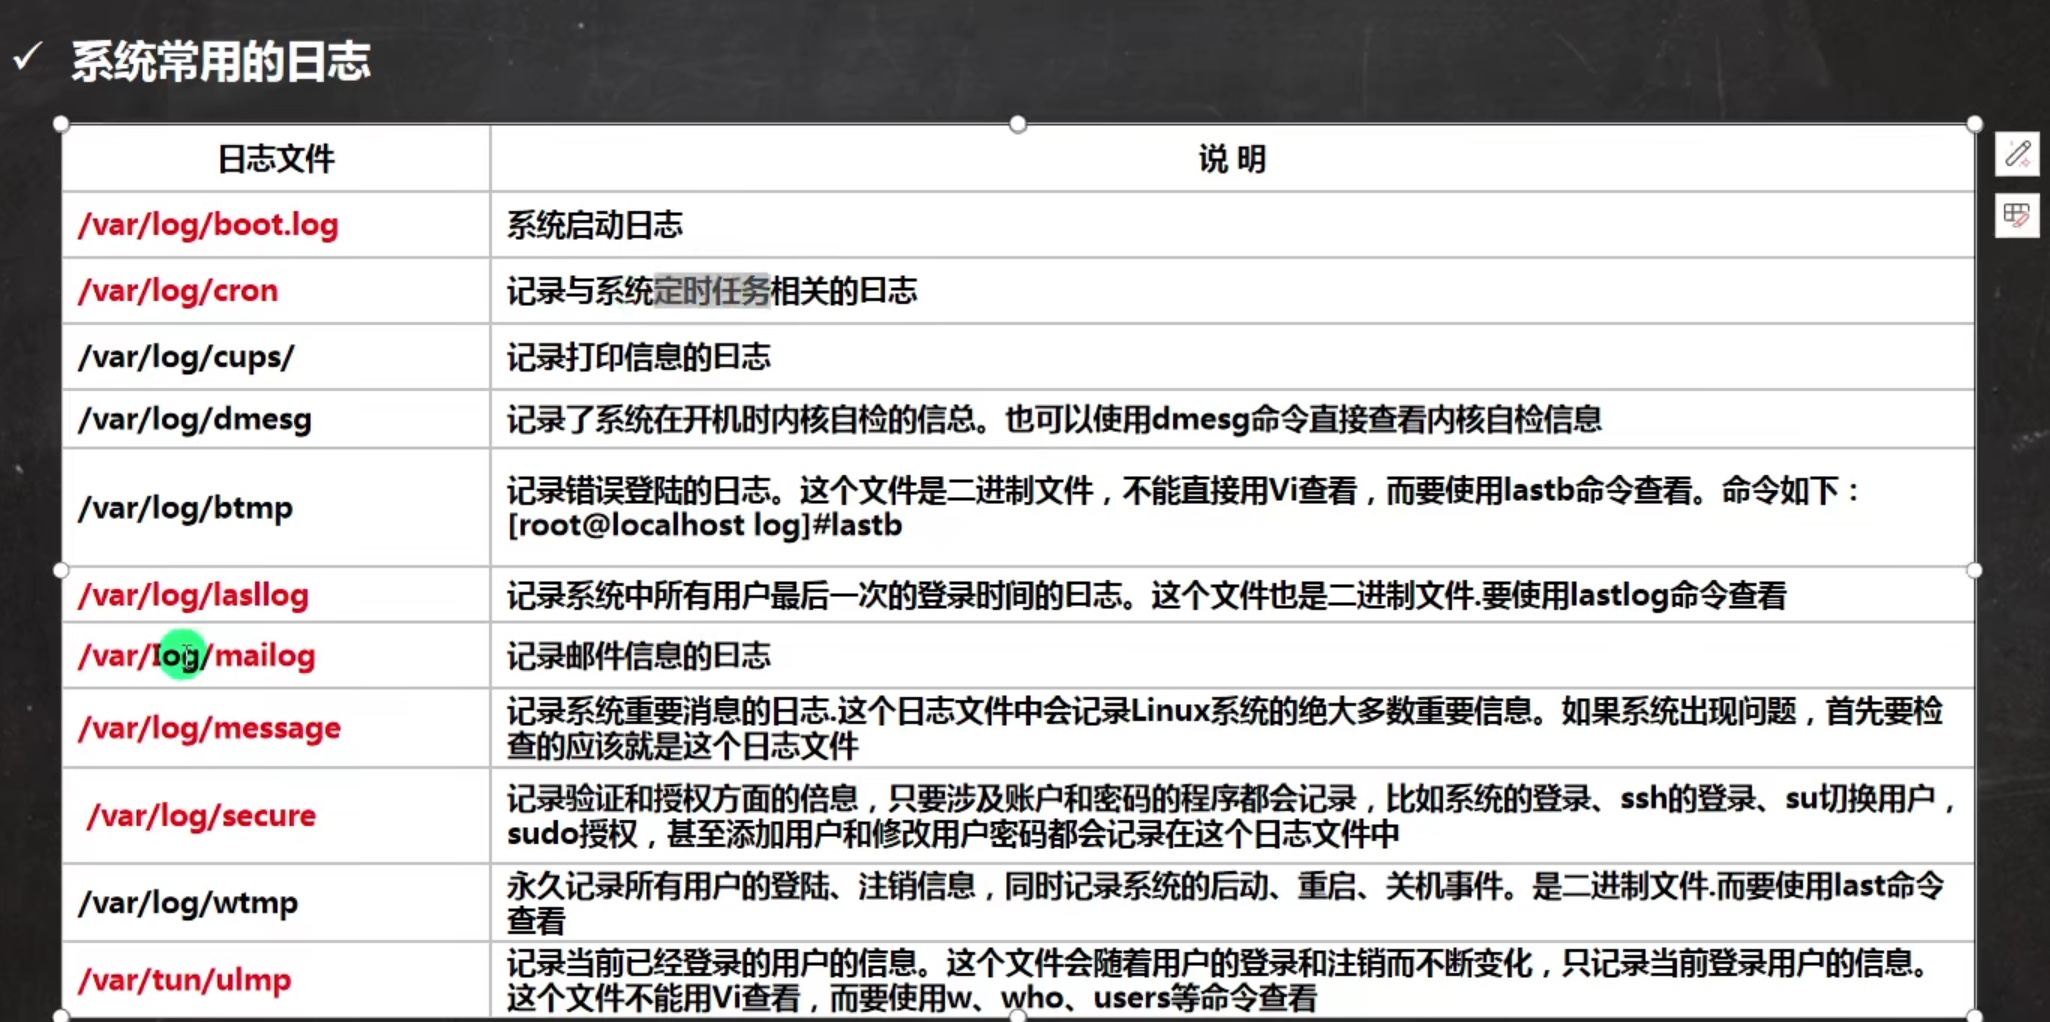 ✓ 系统常用的日志
日志文件 说 明
/var/log/boot.log 系统启动日志
/var/log/cron 记录与系统定时任务相关的曰志
/var/log/cups/ 记录打印信息的曰志
/var/log/dmesg 记录了系统在开机时内核自检的信总。也可以使用dmesg命令直接查看内核自检信息
/var/log/btmp 记录错误登陆的日志。这个文件是二进制文件，不能直接用Vi查看，而要使用lastb命令查看。命令如下：
[root@localhost log]#lastb
/var/log/lasllog 记录系统中所有用户最后一次的登录时间的曰志。这个文件也是二进制文件.要使用lastlog命令查看
/var/Iog/mailog 记录邮件信息的曰志
/var/log/message 记录系统重要消息的日志.这个日志文件中会记录Linux系统的绝大多数重要信息。如果系统出现问题，首先要检
查的应该就是这个日志文件
/var/log/secure 记录验证和授权方面的倍息，只要涉及账户和密码的程序都会记录，比如系统的登录、ssh的登录、su切换用户，
sudo授权，甚至添加用户和修改用户密码都会记录在这个日志文件中
/var/log/wtmp 永久记录所有用户的登陆、注销信息，同时记录系统的后动、重启、关机事件。是二进制文件.而要使用last命令
查看
/var/tun/ulmp 记录当前已经登录的用户的信息。这个文件会随着用户的登录和注销而不断变化，只记录当前登录用户的信息。
这个文件不能用Vi查看，而要使用w、who、users等命令查看